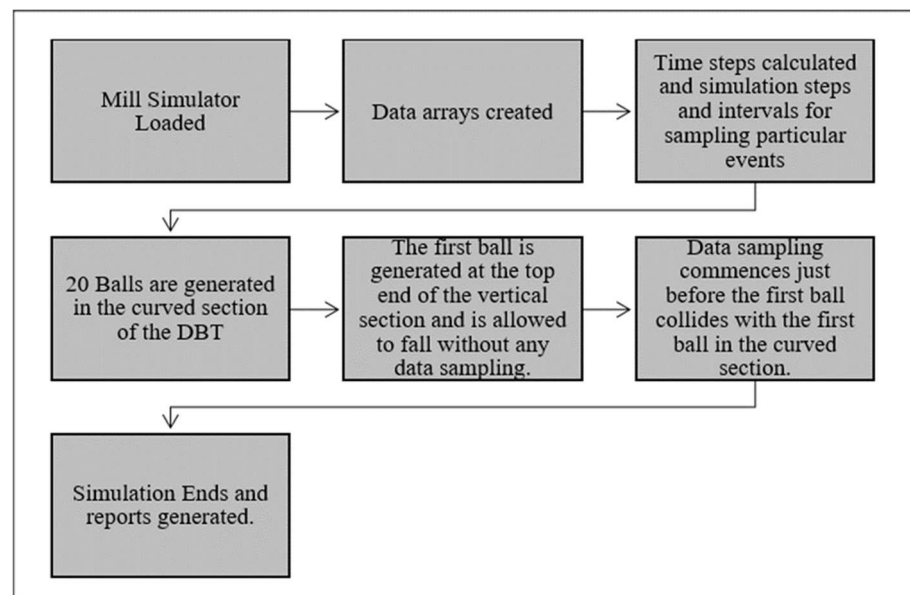 Mill Simulator
Loaded
Data arrays created
Time steps calculated
and simulation steps
and intervals for
sampling particular
events
20 Balls are generated
in the curved section
of the DBT
The first ball is
generated at the top
end of the vertical
section and is allowed
to fall without any
data sampling.
Data sampling
commences just
before the first ball
collides with the first
ball in the curved
section.
Simulation Ends and
reports generated.